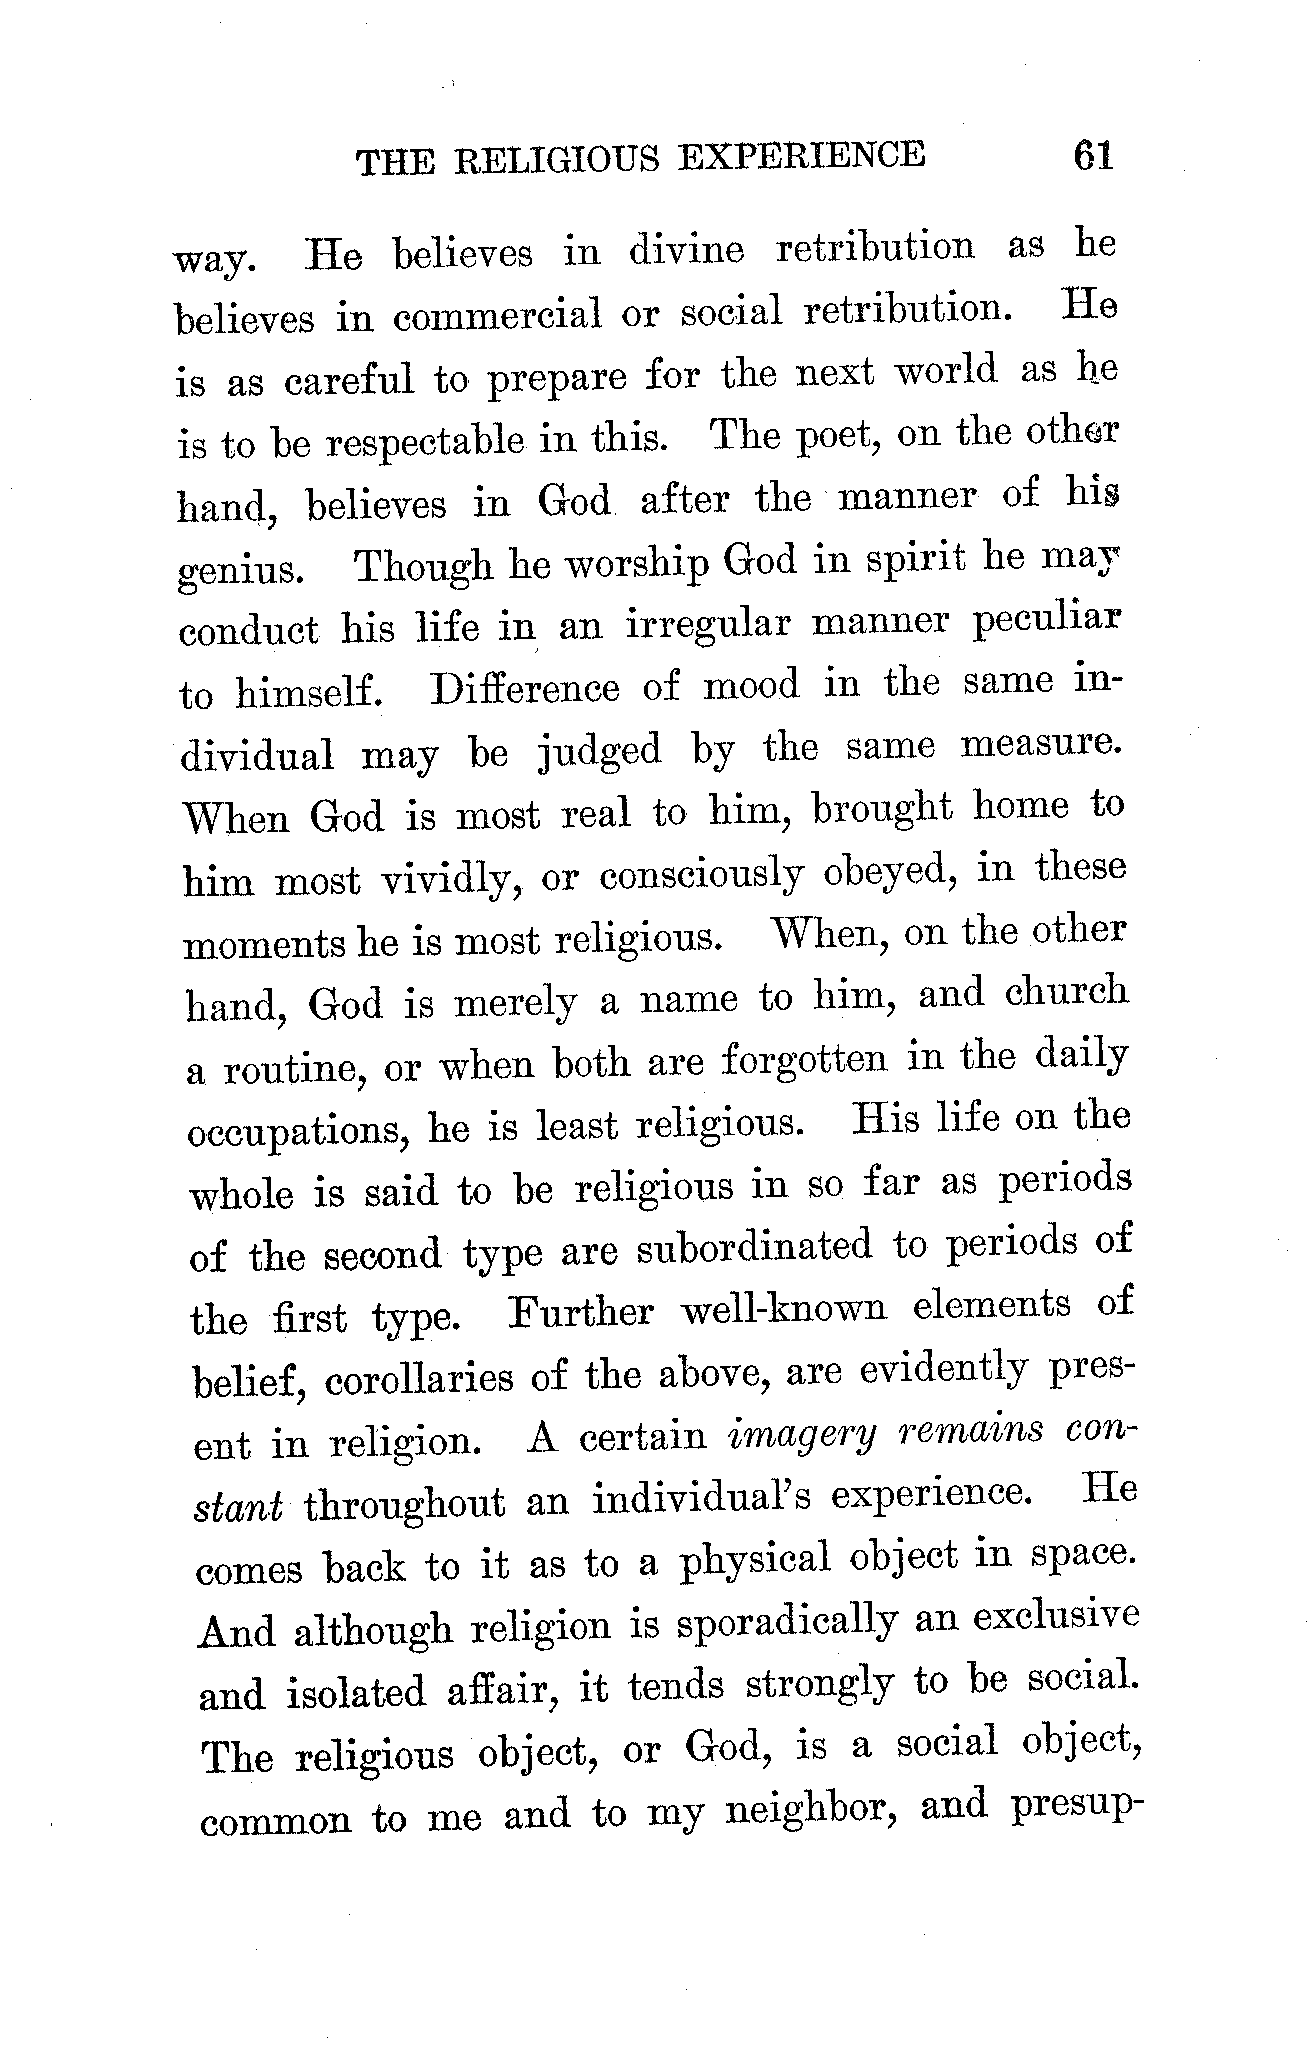 THE RELIGIOUS EXPERIENCE 61
way. He believes in divine retribution as he
believes in commercial or social retribution. He
is as careful to prepare for the next world as he
is to be respectable in this. The poet, on the other
hand, believes in God after the manner of his
genius. Though he worship God in spirit he may
conduct his life in an irregular manner peculiar
to himself. Difference of mood in the same in-
dividual may be judged by the same measure.
When God is most real to him, brought home to
him most vividly, or consciously obeyed, in these
moments he is most religious. When, on the other
hand, God is merely a name to him, and church
a routine, or when both are forgotten in the daily
occupations, he is least religious. His life on the
whole is said to be religious in so far as periods
of the second type are subordinated to periods of
the first type. Further well-known elements of
belief, corollaries of the above, are evidently pres-
ent in religion. A certain imagery remains con-
stant throughout an individual's experience. He
comes back to it as to a physical object in space.
And although religion is sporadically an exclusive
and isolated affair, it tends strongly to be social.
The religious object, or God, is a social object,
common to me and to my neighbor, and presup-